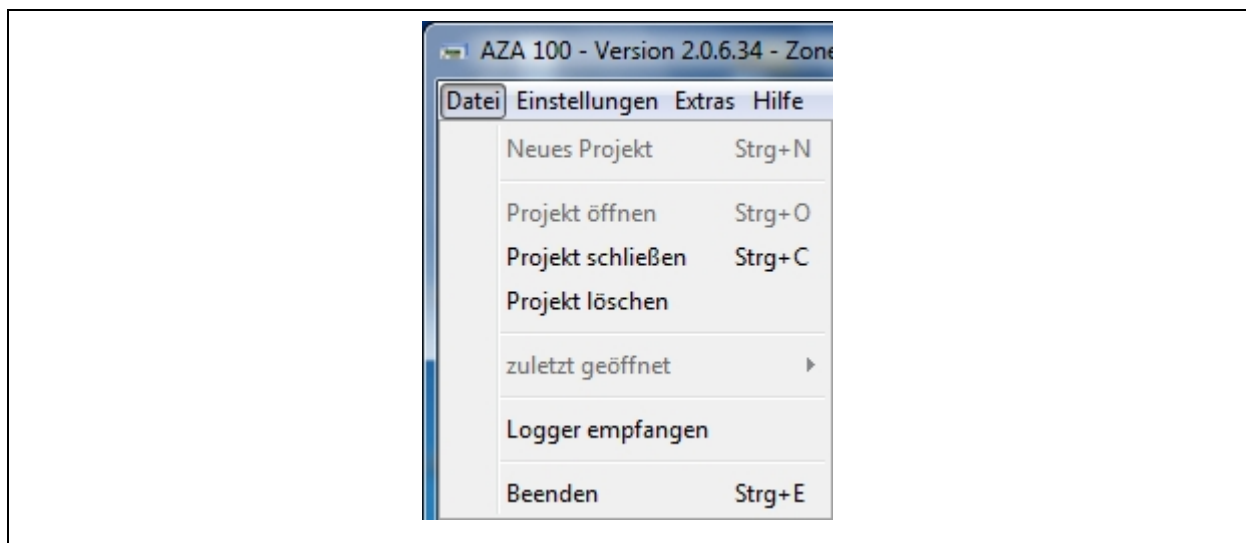 AZA 100 - Version 2.0.6.34 - Zone
Datei Einstellungen Extras Hilfe
Neues Projekt Strg+N
Projekt öffnen Strg+O
Projekt schließen Strg+C
Projekt löschen
zuletzt geöffnet
Logger empfangen
Beenden Strg+E